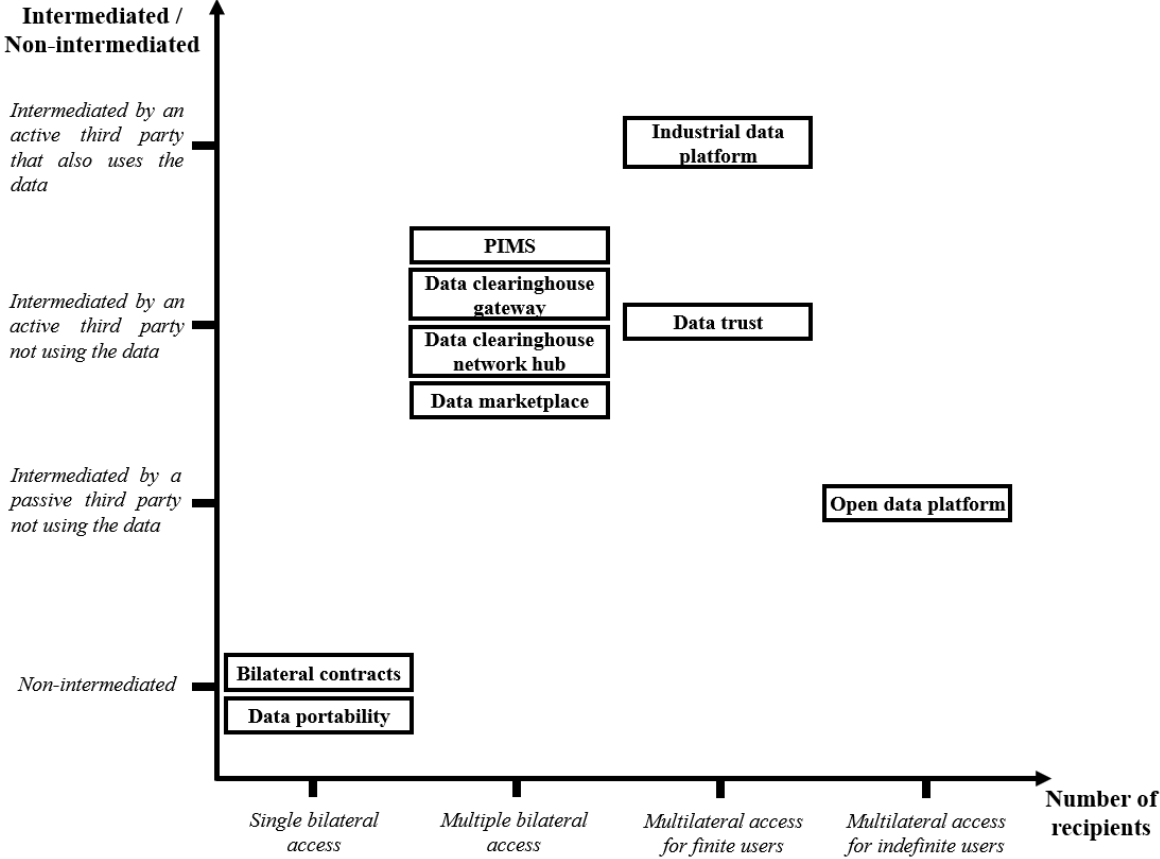 Intermediated /
Non-intermediated
Intermediated by an
active third party
that also uses the
data
Industrial data
platform
PIMS
Data clearinghouse
gateway
Intermediated by an
active third party
not using the data
Data trust
Data clearinghouse
network hub
Data marketplace
Intermediated by a
passive third party
not using the data
Open data platform
Non-intermediated
Bilateral contracts
Data portability
Single bilateral
access
Multiple bilateral
access
Multilateral access
for finite users
Multilateral access
for indefinite users
Number of
recipients